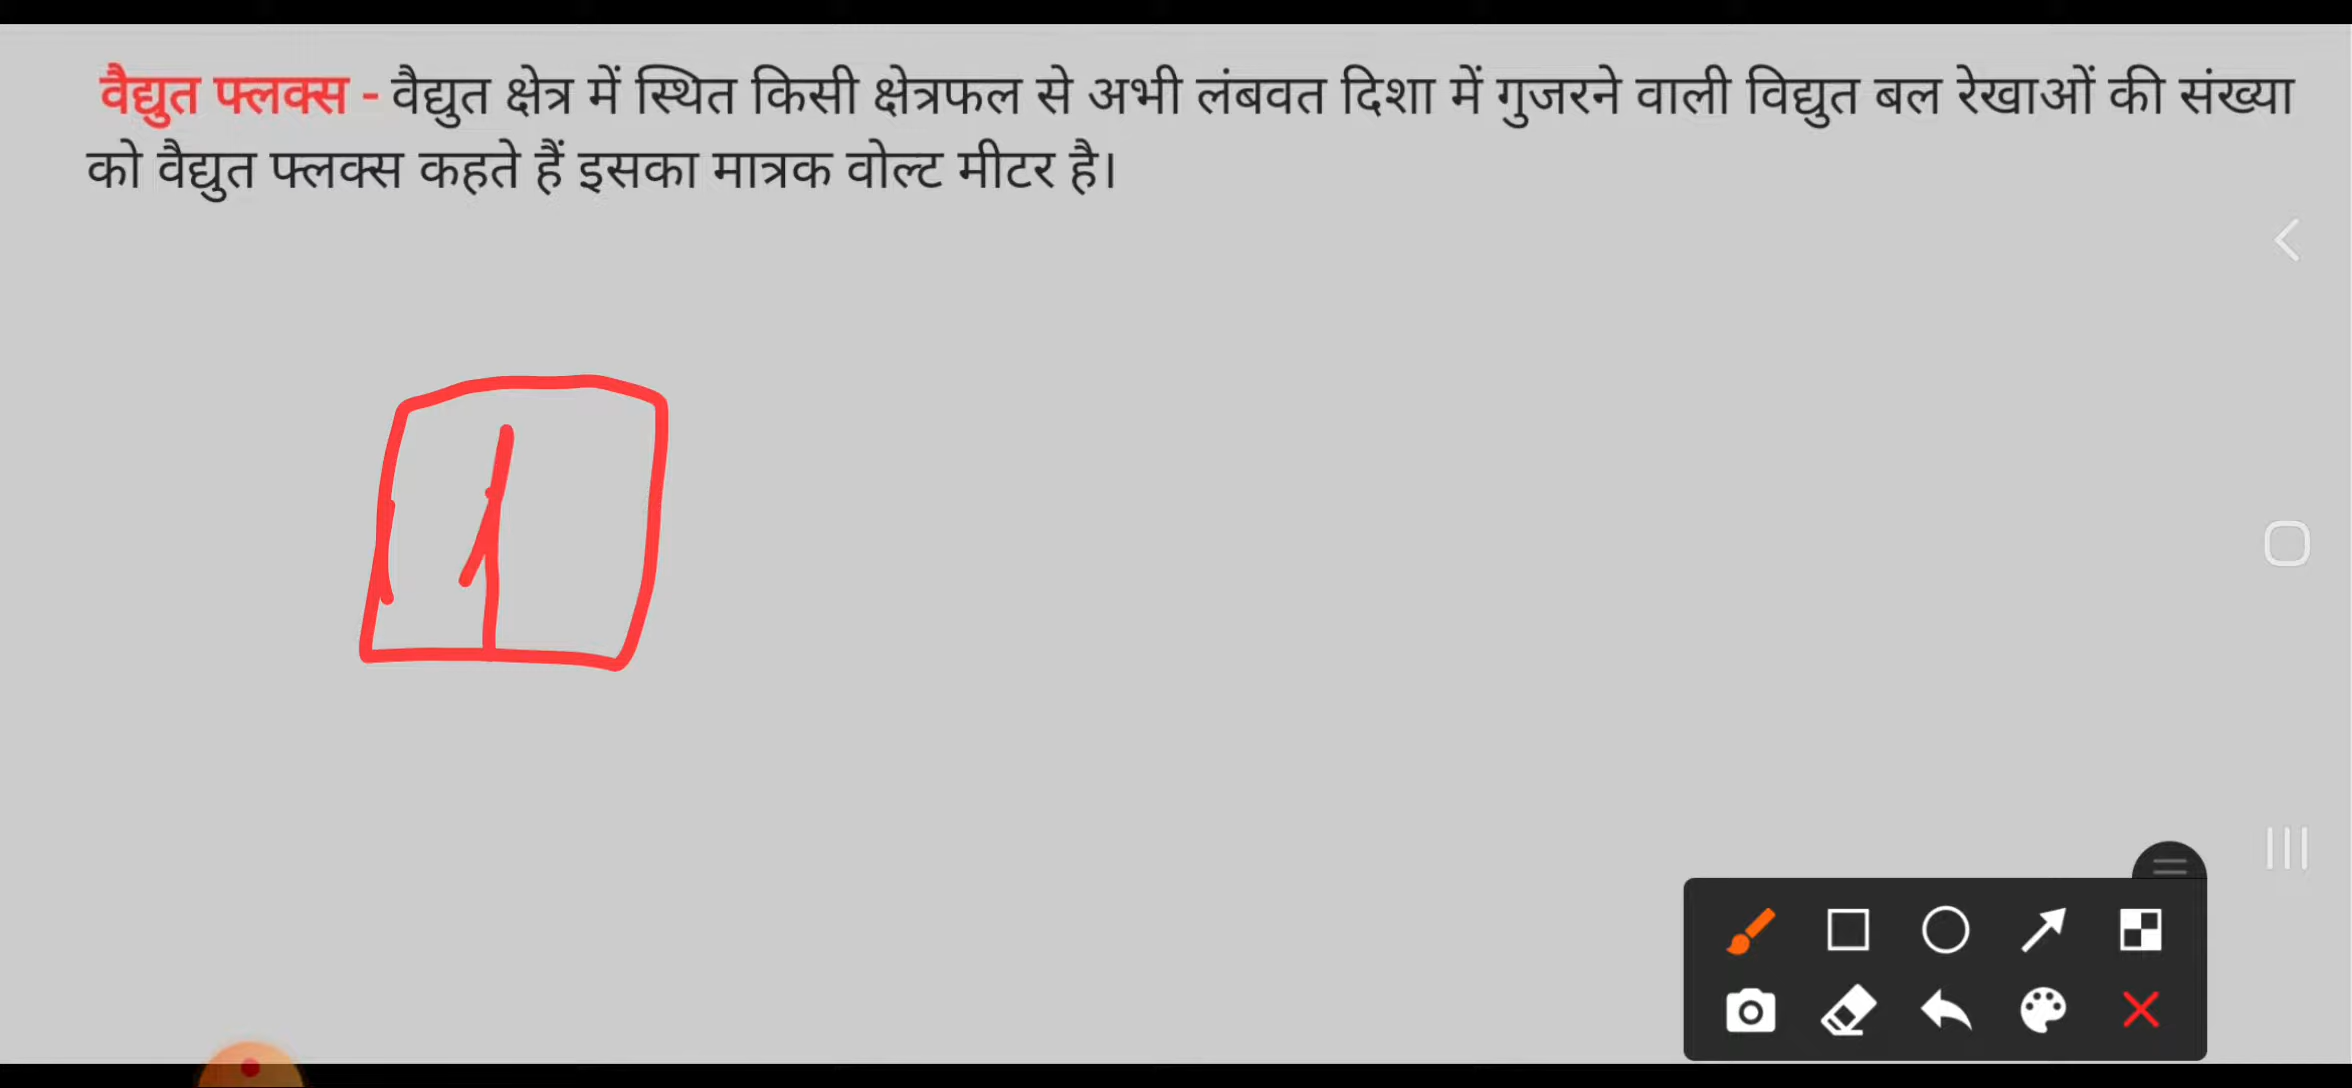 वैद्युत फ्लक्स - वैद्युत क्षेत्र में स्थित किसी क्षेत्रफल से अभी लंबवत दिशा में गुजरने वाली विद्युत बल रेखाओं की संख्या
को वैद्युत फ्लक्स कहते हैं इसका मात्रक वोल्ट मीटर है।